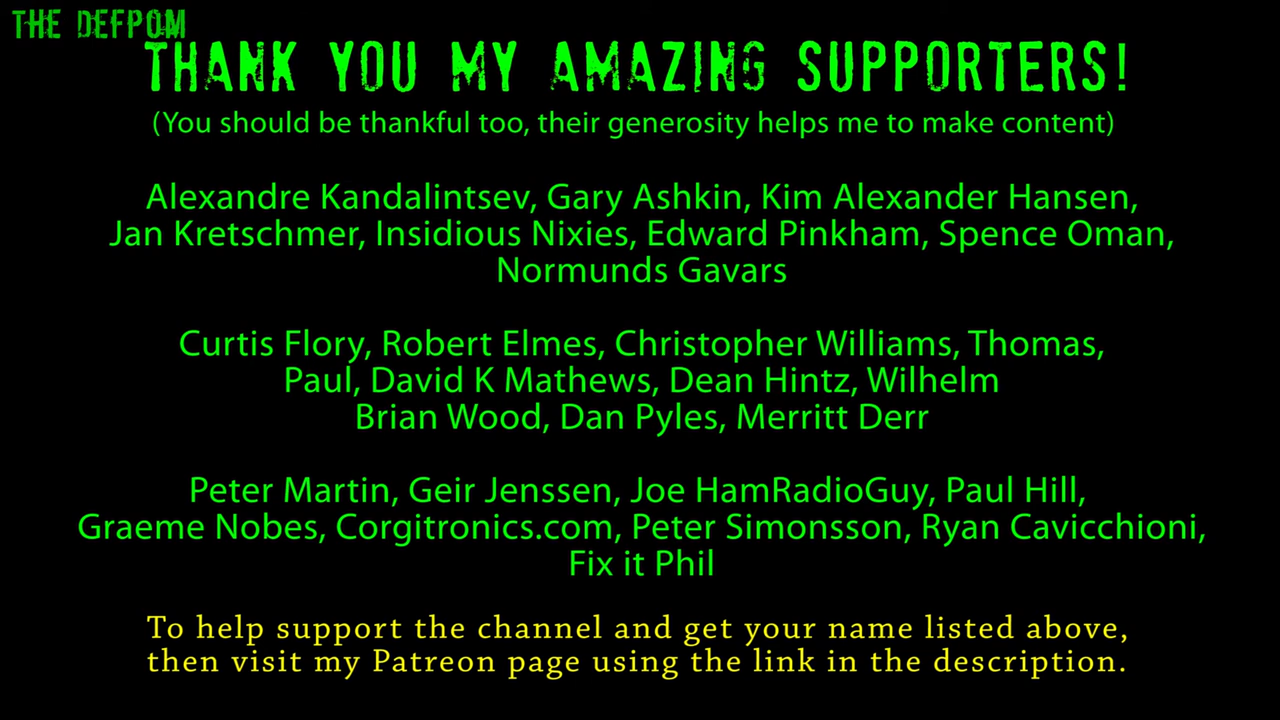 THE DEFPOM
THANK YOU MY AMAZING SUPPORTERS!
(You should be thankful too, their generosity helps me to make content)
Alexandre Kandalintsev, Gary Ashkin, Kim Alexander Hansen,
Jan Kretschmer, Insidious Nixies, Edward Pinkham, Spence Oman,
Normunds Gavars
Curtis Flory, Robert Elmes, Christopher Williams, Thomas,
Paul, David K Mathews, Dean Hintz, Wilhelm
Brian Wood, Dan Pyles, Merritt Derr
Peter Martin, Geir Jenssen, Joe HamRadioGuy, Paul Hill,
Graeme Nobes, Corgitronics.com, Peter Simonsson, Ryan Cavicchioni,
Fix it Phil
To help support the channel and get your name listed above,
then visit my Patreon page using the link in the description.